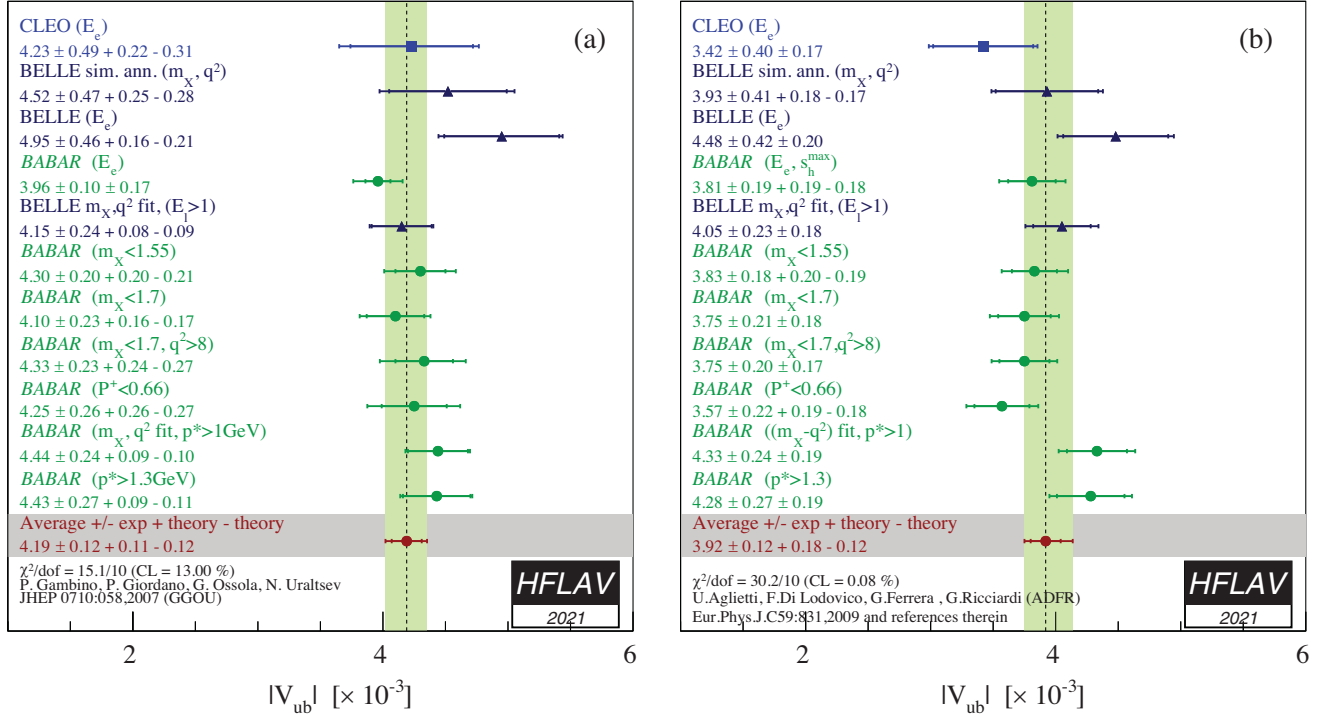 (a)
CLEO (E_e)
4.23 ± 0.49 + 0.22 - 0.31
BELLE sim. ann. (m_X, q²)
4.52 ± 0.47 + 0.25 - 0.28
BELLE (E_e)
4.95 ± 0.46 + 0.16 - 0.21
BABAR (E_e)
3.96 ± 0.10 ± 0.17
BELLE m_X,q² fit, (E_l>1)
4.15 ± 0.24 + 0.08 - 0.09
BABAR (m_X<1.55)
4.30 ± 0.20 + 0.20 - 0.21
BABAR (m_X<1.7)
4.10 ± 0.23 + 0.16 - 0.17
BABAR (m_X<1.7, q²>8)
4.33 ± 0.23 + 0.24 - 0.27
BABAR (P⁺<0.66)
4.25 ± 0.26 + 0.26 - 0.27
BABAR (m_X, q² fit, p*>1GeV)
4.44 ± 0.24 + 0.09 - 0.10
BABAR (p*>1.3GeV)
4.43 ± 0.27 + 0.09 - 0.11
Average +/- exp + theory - theory
4.19 ± 0.12 + 0.11 - 0.12
χ²/dof = 15.1/10 (CL = 13.00 %)
P. Gambino, P. Giordano, G. Ossola, N. Uraltsev
JHEP 0710:058,2007 (GGOU)
HFLAV
2021
2 4 6
|V_ub| [× 10⁻³]
(b)
CLEO (E_e)
3.42 ± 0.40 ± 0.17
BELLE sim. ann. (m_X, q²)
3.93 ± 0.41 + 0.18 - 0.17
BELLE (E_e)
4.48 ± 0.42 ± 0.20
BABAR (E_e, s_h^max)
3.81 ± 0.19 + 0.19 - 0.18
BELLE m_X,q² fit, (E_l>1)
4.05 ± 0.23 ± 0.18
BABAR (m_X<1.55)
3.83 ± 0.18 + 0.20 - 0.19
BABAR (m_X<1.7)
3.75 ± 0.21 ± 0.18
BABAR (m_X<1.7,q²>8)
3.75 ± 0.20 ± 0.17
BABAR (P⁺<0.66)
3.57 ± 0.22 + 0.19 - 0.18
BABAR ((m_X-q²) fit, p*>1)
4.33 ± 0.24 ± 0.19
BABAR (p*>1.3)
4.28 ± 0.27 ± 0.19
Average +/- exp + theory - theory
3.92 ± 0.12 + 0.18 - 0.12
χ²/dof = 30.2/10 (CL = 0.08 %)
U.Aglietti, F.Di Lodovico, G.Ferrera , G.Ricciardi (ADFR)
Eur.Phys.J.C59:831,2009 and references therein
HFLAV
2021
2 4 6
|V_ub| [× 10⁻³]